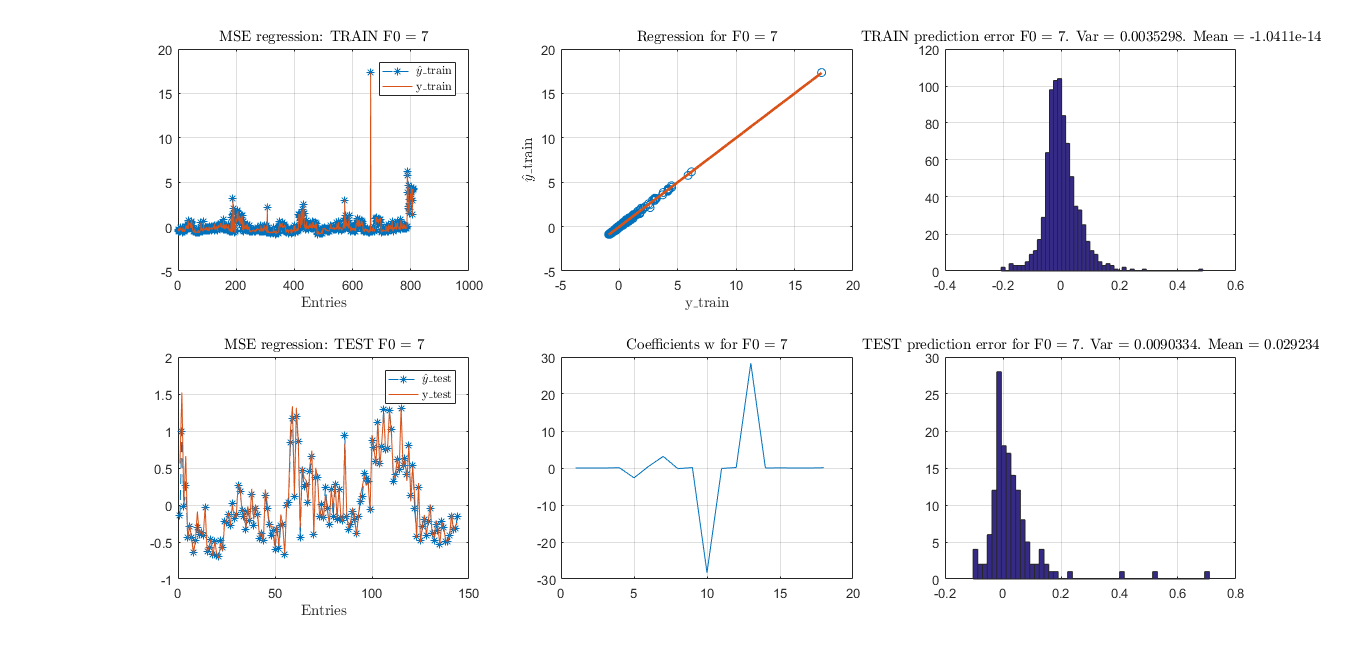 MSE regression: TRAIN F0 = 7
20
15
10
5
0
-5
0 200 400 600 800 1000
Entries
ŷ_train
y_train
Regression for F0 = 7
20
15
10
5
0
-5
ŷ_train
-5 0 5 10 15 20
y_train
TRAIN prediction error F0 = 7. Var = 0.0035298. Mean = -1.0411e-14
120
100
80
60
40
20
0
-0.4 -0.2 0 0.2 0.4 0.6
MSE regression: TEST F0 = 7
2
1.5
1
0.5
0
-0.5
-1
0 50 100 150
Entries
ŷ_test
y_test
Coefficients w for F0 = 7
30
20
10
0
-10
-20
-30
0 5 10 15 20
TEST prediction error for F0 = 7. Var = 0.0090334. Mean = 0.029234
30
25
20
15
10
5
0
-0.2 0 0.2 0.4 0.6 0.8